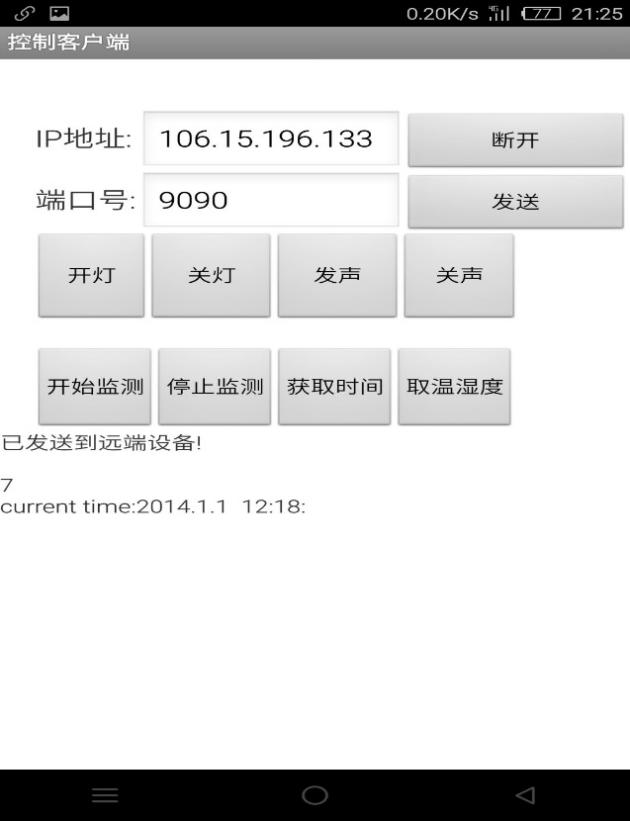 0.20K/s 77 21:25
控制客户端
IP地址: 106.15.196.133 断开
端口号: 9090 发送
开灯 关灯 发声 关声
开始监测 停止监测 获取时间 取温湿度
已发送到远端设备!
7
current time:2014.1.1 12:18: